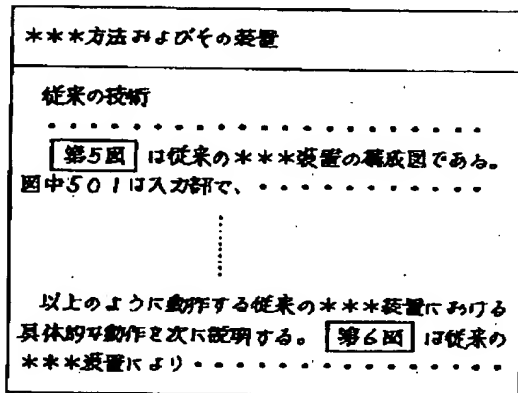 ***方法およびその装置
従来の技術
・・・・・・・・・・・・・・・・・・・・・
第5図 は従来の***装置の構成図である。
図中501は入力部で、・・・・・・・・・・・
以上のように動作する従来の***装置における
具体的な動作を次に説明する。 第6図 は従来の
***装置により・・・・・・・・・・・・・・・